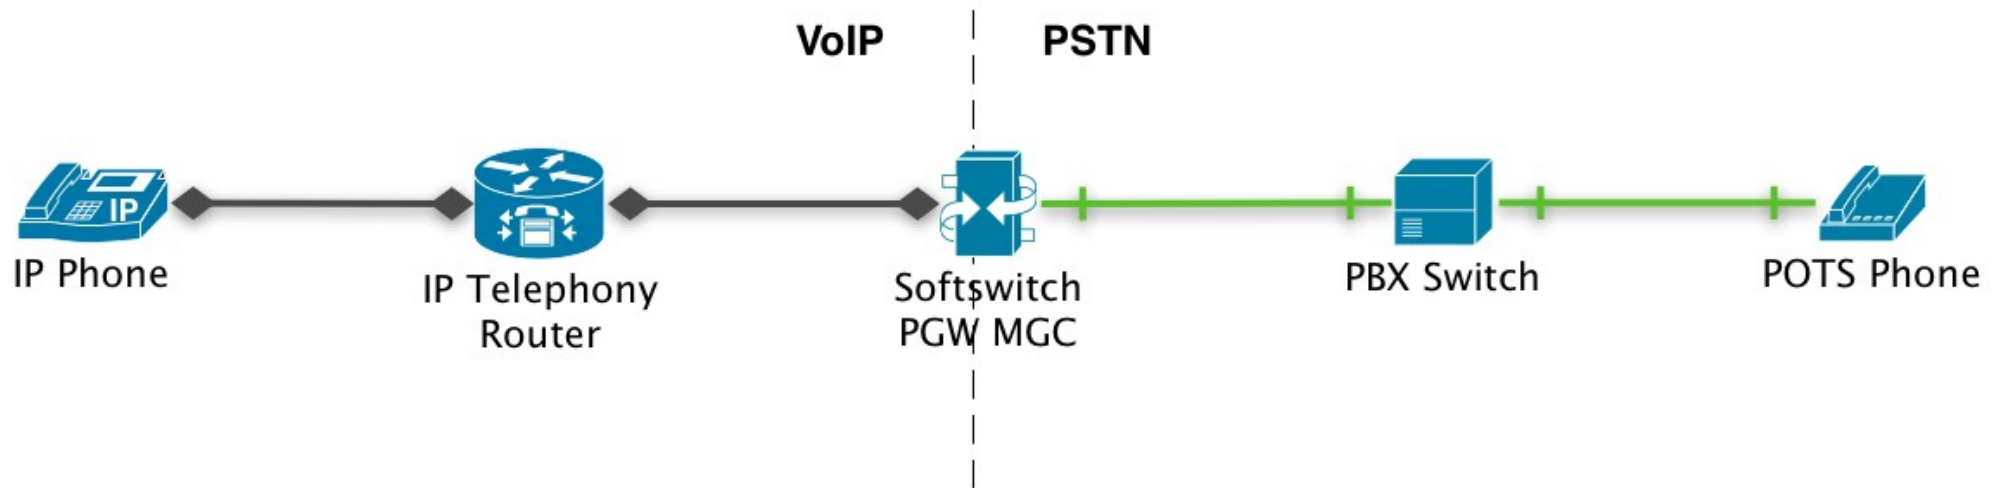 VoIP
PSTN
IP
IP Phone
IP Telephony
Router
Softswitch
PGW MGC
PBX Switch
POTS Phone